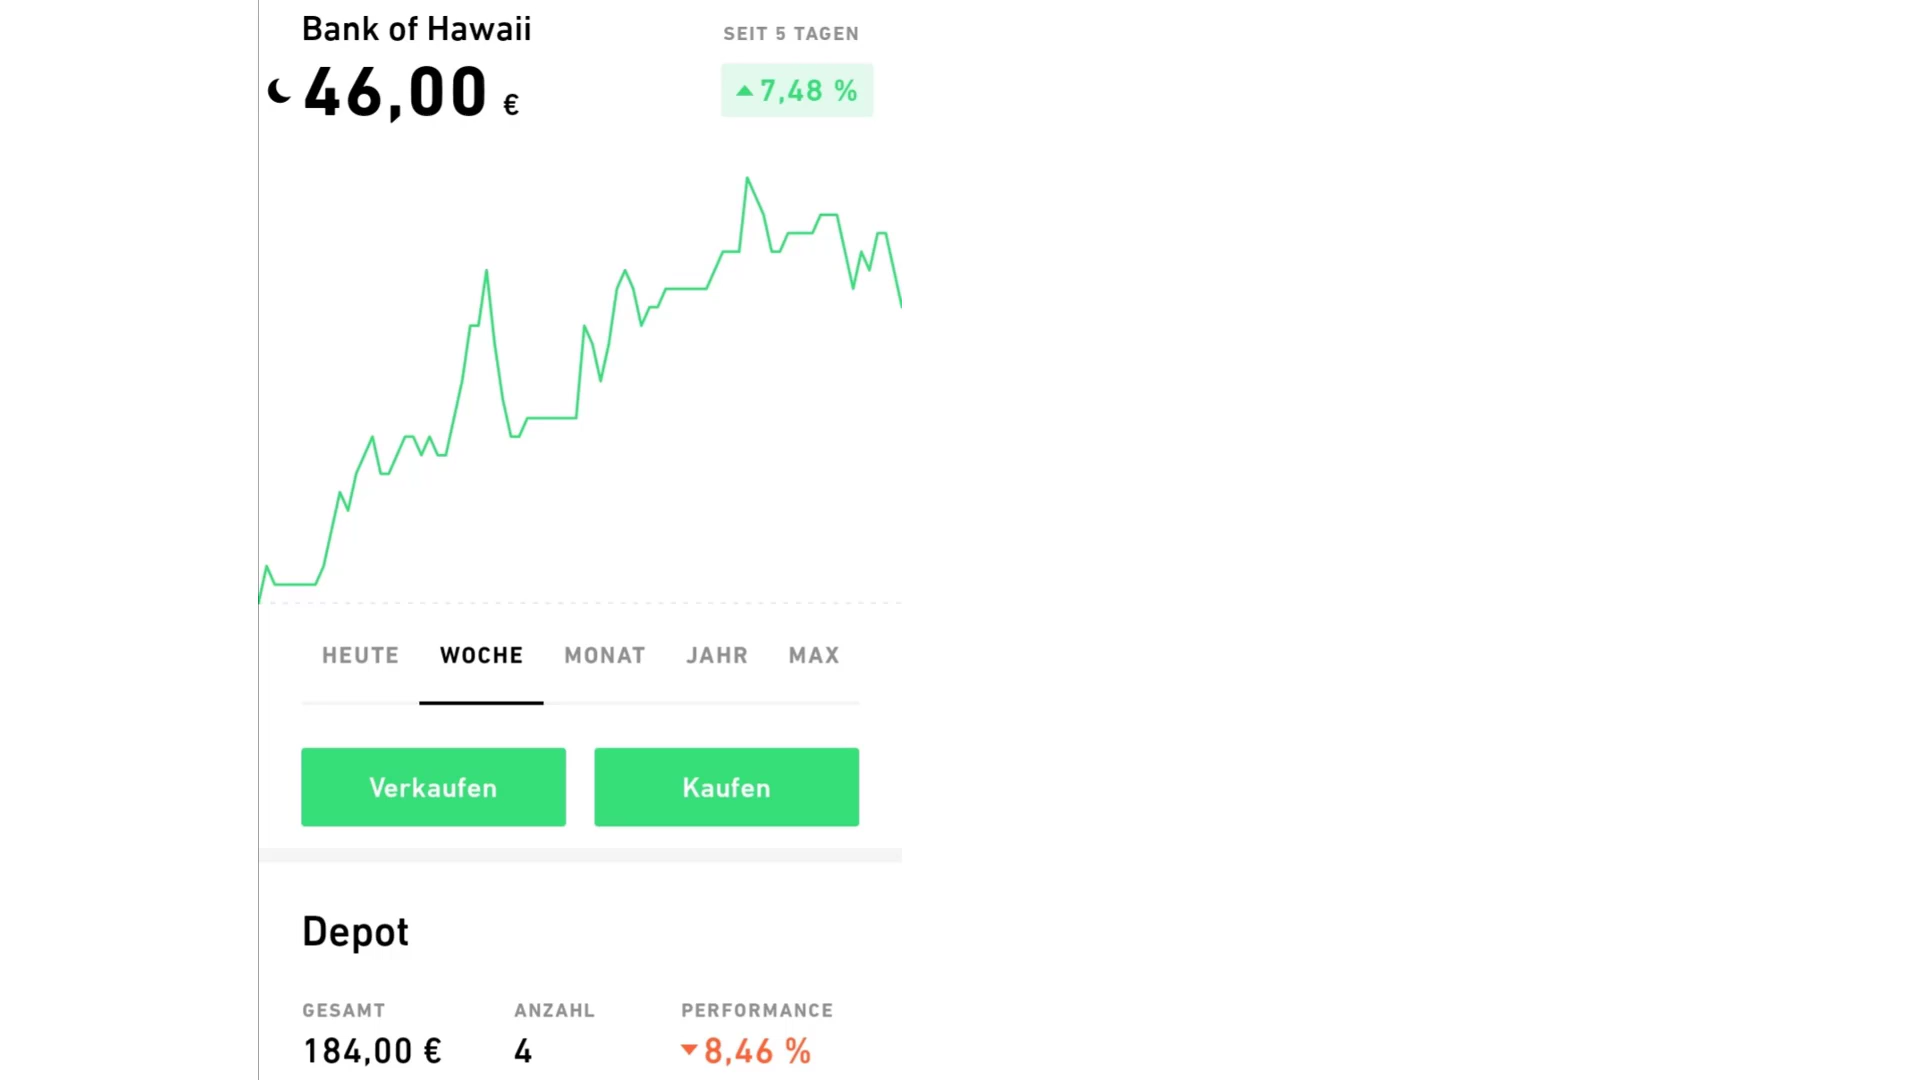 Bank of Hawaii
SEIT 5 TAGEN
46,00 €
7,48 %
HEUTE WOCHE MONAT JAHR MAX
Verkaufen Kaufen
Depot
GESAMT ANZAHL PERFORMANCE
184,00 € 4 8,46 %